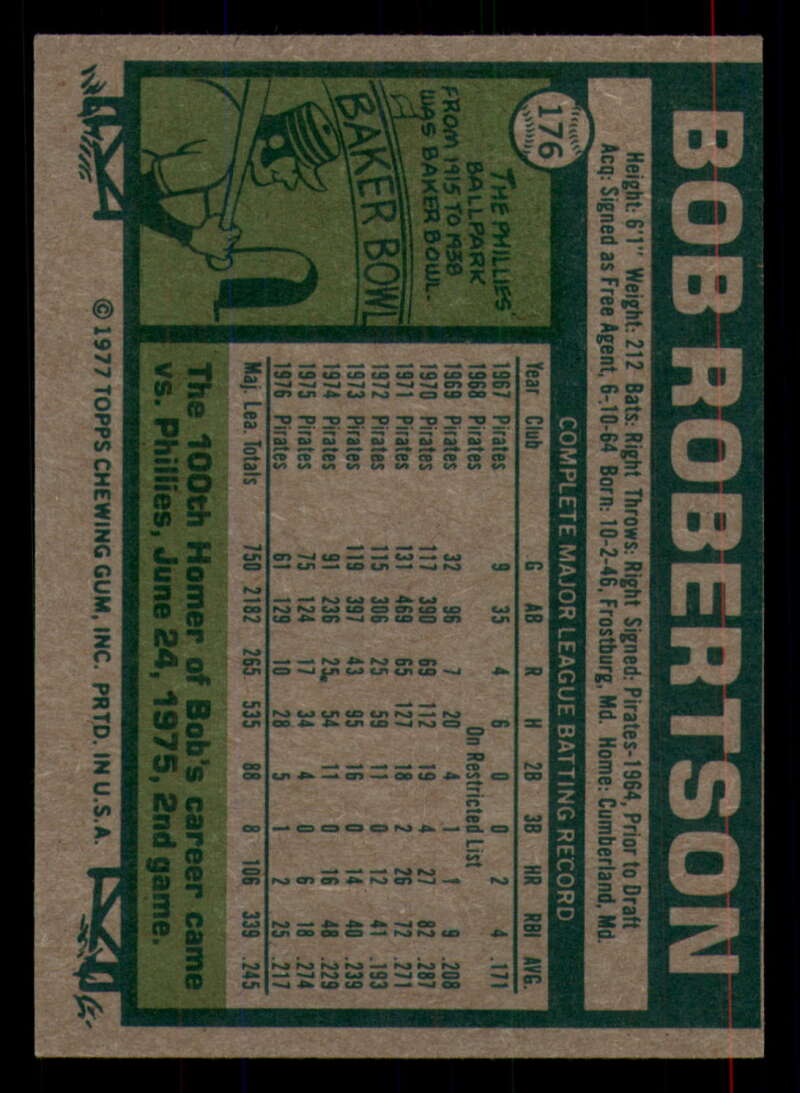 BOB ROBERTSON
176
Height: 6'1" Weight: 212 Bats: Right Throws: Right Signed: Pirates-1964, Prior to Draft
Acq: Signed as Free Agent, 6-10-64 Born: 10-2-46, Frostburg, Md. Home: Cumberland, Md.
THE PHILLIES'
BALLPARK
FROM 1915 TO 1938
WAS BAKER BOWL.
BAKER BOWL
COMPLETE MAJOR LEAGUE BATTING RECORD
Year Club G AB R H 2B 3B HR RBI AVG.
1967 Pirates 9 35 4 6 0 0 2 4 .171
1968 Pirates On Restricted List
1969 Pirates 32 96 7 20 4 1 1 9 .208
1970 Pirates 117 390 69 112 19 4 27 82 .287
1971 Pirates 131 469 65 127 18 2 26 72 .271
1972 Pirates 115 306 25 59 11 0 12 41 .193
1973 Pirates 119 397 43 95 16 0 14 40 .239
1974 Pirates 91 236 25 54 11 0 16 48 .229
1975 Pirates 75 124 17 34 4 0 6 18 .274
1976 Pirates 61 129 10 28 5 1 2 25 .217
Maj. Lea. Totals 750 2182 265 535 88 8 106 339 .245
The 100th Homer of Bob's career came
vs. Phillies, June 24, 1975, 2nd game.
© 1977 TOPPS CHEWING GUM, INC. PRTD. IN U.S.A.